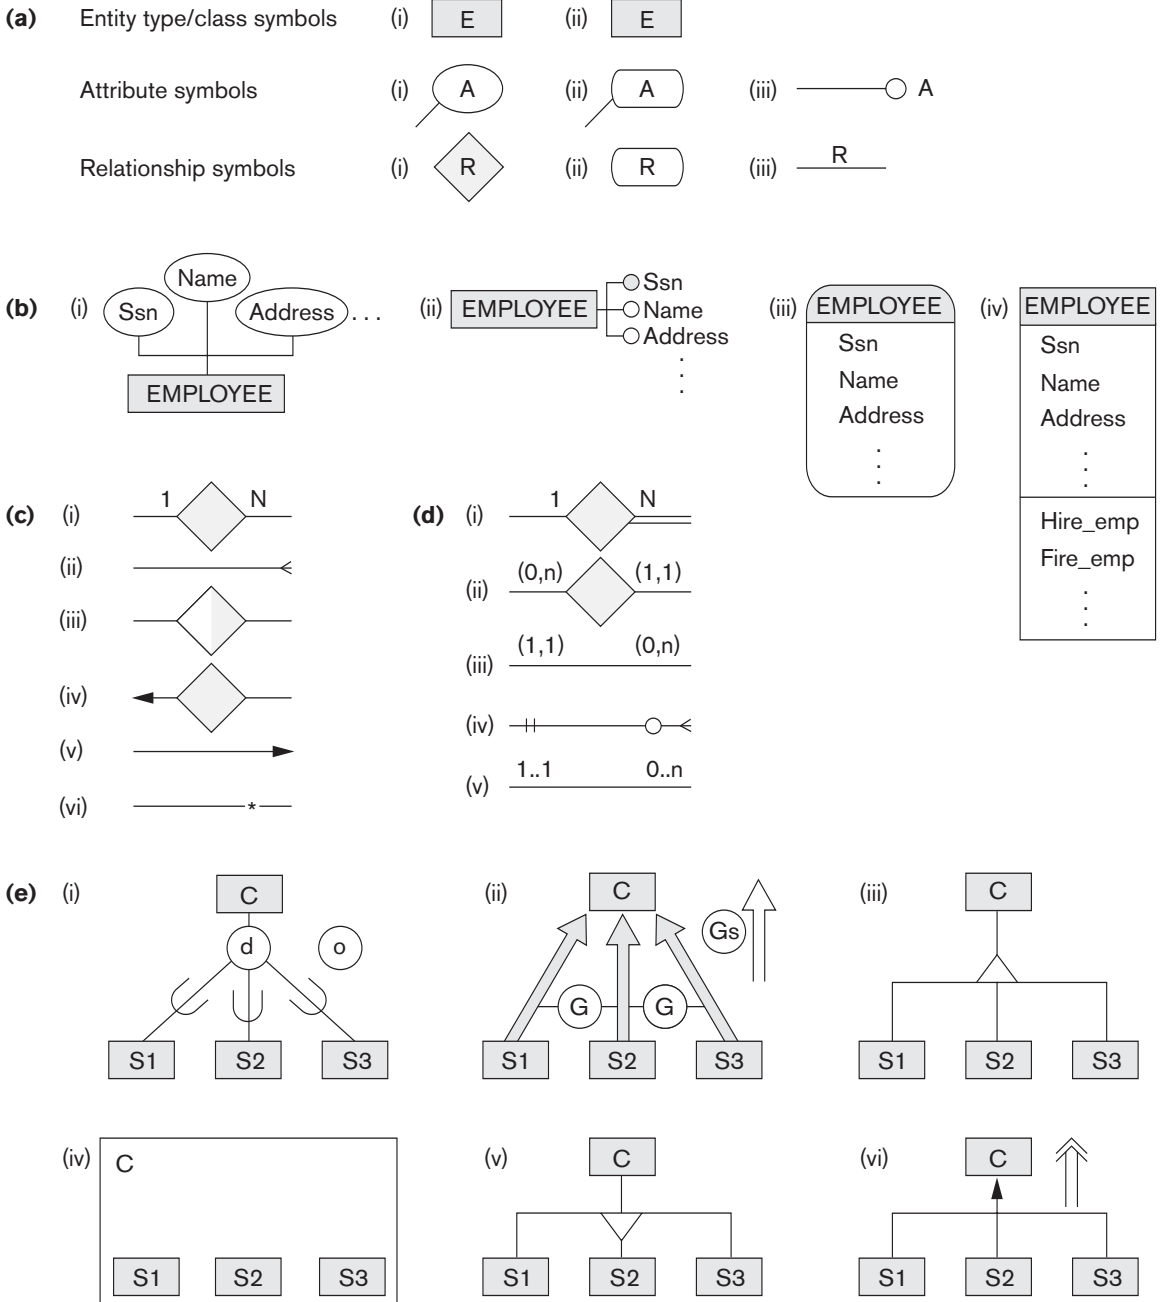 (a) Entity type/class symbols (i) E (ii) E
Attribute symbols (i) A (ii) A (iii) A
Relationship symbols (i) R (ii) R (iii) R
(b) (i) Ssn Name Address ...
EMPLOYEE
(ii) EMPLOYEE Ssn
Name
Address
.
.
.
(iii) EMPLOYEE
Ssn
Name
Address
.
.
.
(iv) EMPLOYEE
Ssn
Name
Address
.
.
.
Hire_emp
Fire_emp
.
.
.
(c) (i) 1 N
(ii)
(iii)
(iv)
(v)
(vi) *
(d) (i) 1 N
(ii) (0,n) (1,1)
(iii) (1,1) (0,n)
(iv)
(v) 1..1 0..n
(e) (i) C
d o
S1 S2 S3
(ii) C
Gs
G G
S1 S2 S3
(iii) C
S1 S2 S3
(iv) C
S1 S2 S3
(v) C
S1 S2 S3
(vi) C
S1 S2 S3